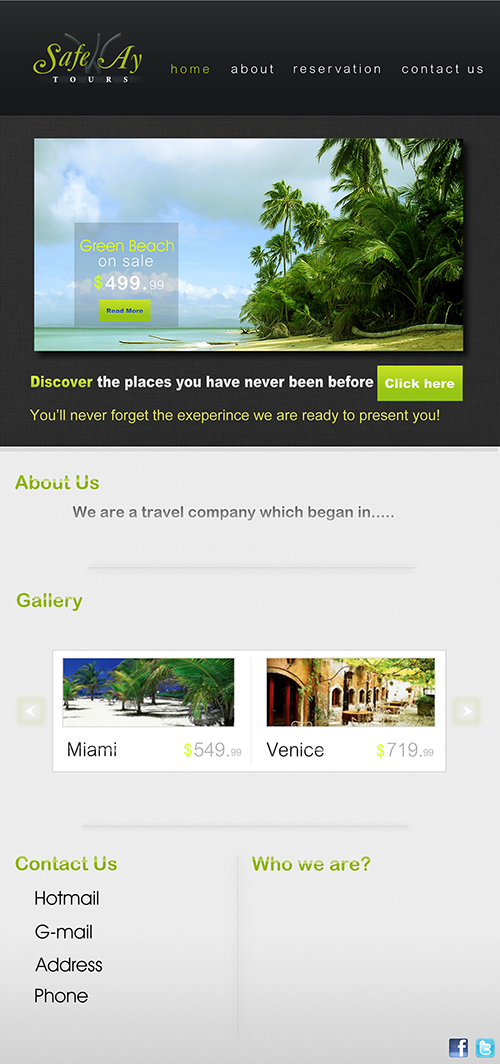 Safe Ay
TOURS
home about reservation contact us
Green Beach
on sale
$499.99
Read More
Discover the places you have never been before Click here
You'll never forget the exeperince we are ready to present you!
About Us
We are a travel company which began in.....
Gallery
Miami $549.99 Venice $719.99
Contact Us
Who we are?
Hotmail
G-mail
Address
Phone